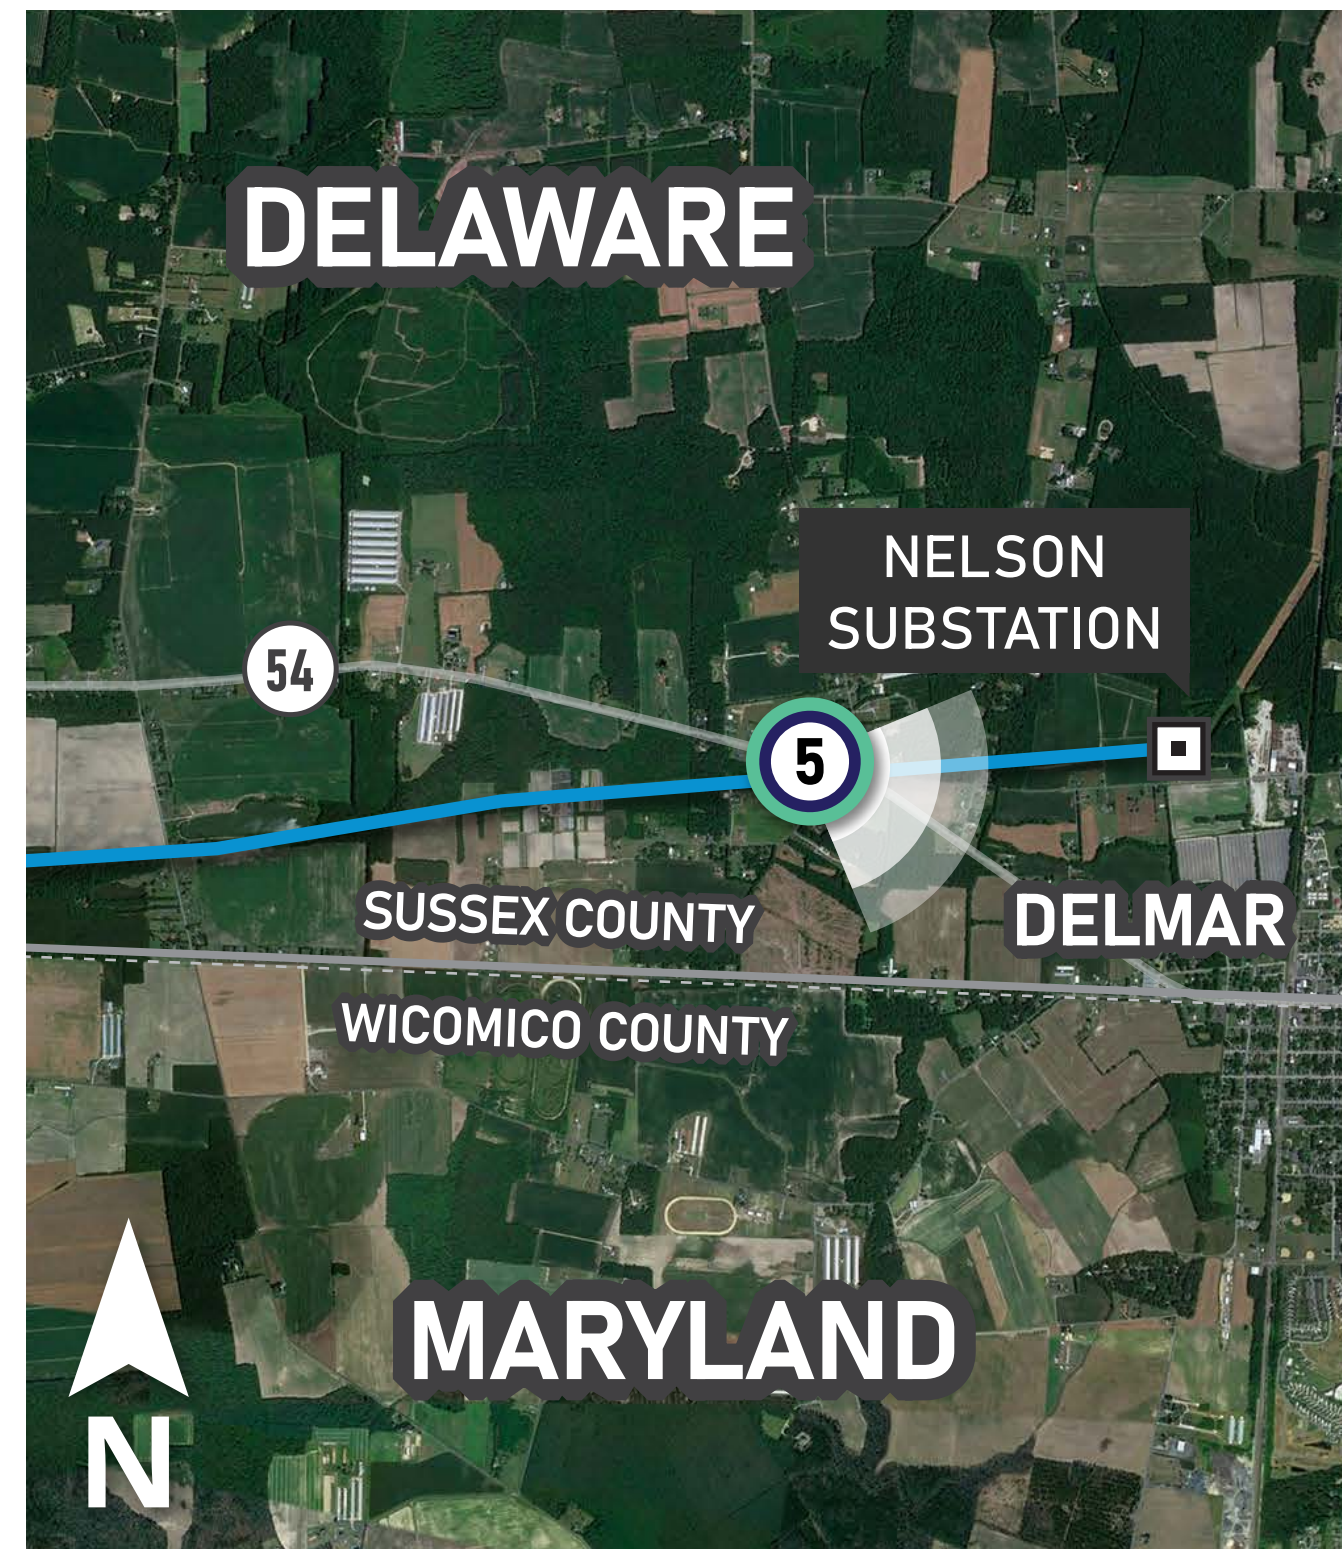 DELAWARE
NELSON
SUBSTATION
54
5
SUSSEX COUNTY
DELMAR
WICOMICO COUNTY
MARYLAND
N